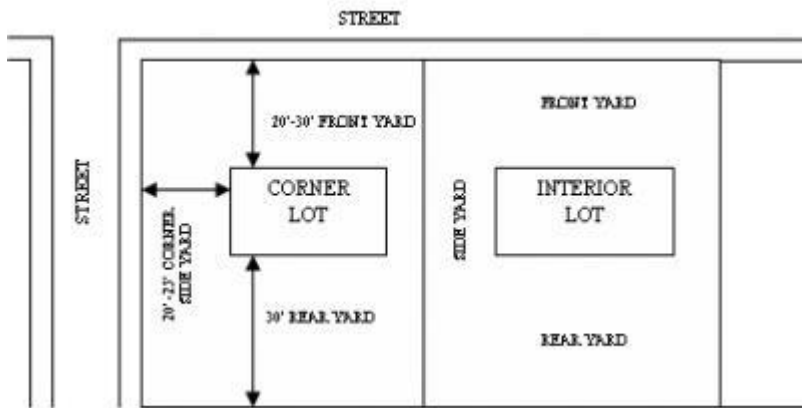 STREET
20'-30' FRONT YARD
FRONT YARD
STREET
20'-25' CORNER
SIDE YARD
CORNER
LOT
SIDE YARD
INTERIOR
LOT
30' REAR YARD
REAR YARD